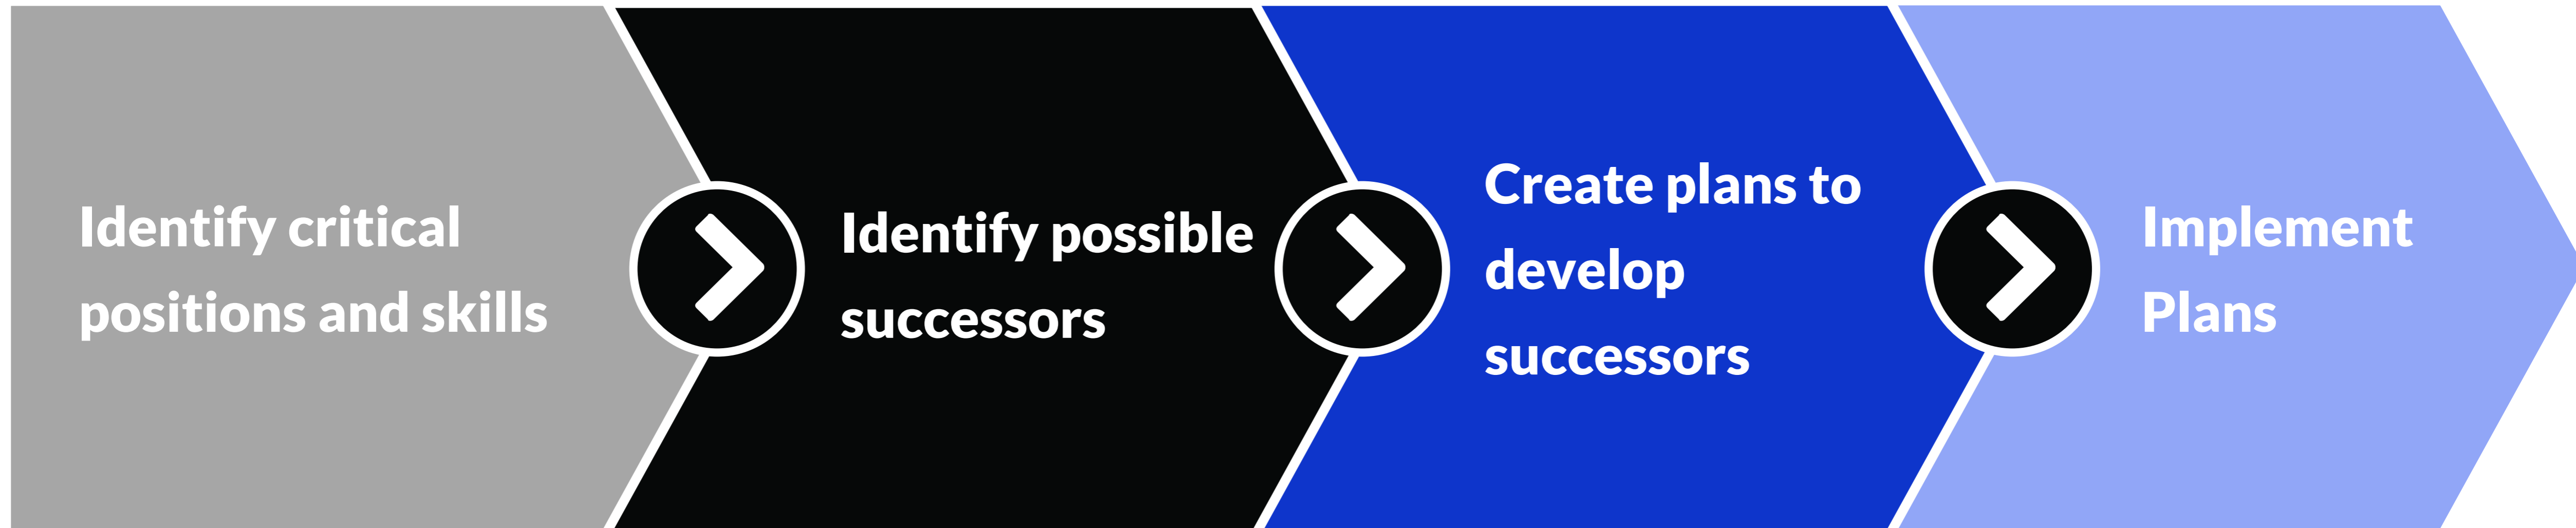 Identify critical
positions and skills
Identify possible
successors
Create plans to
develop
successors
Implement
Plans